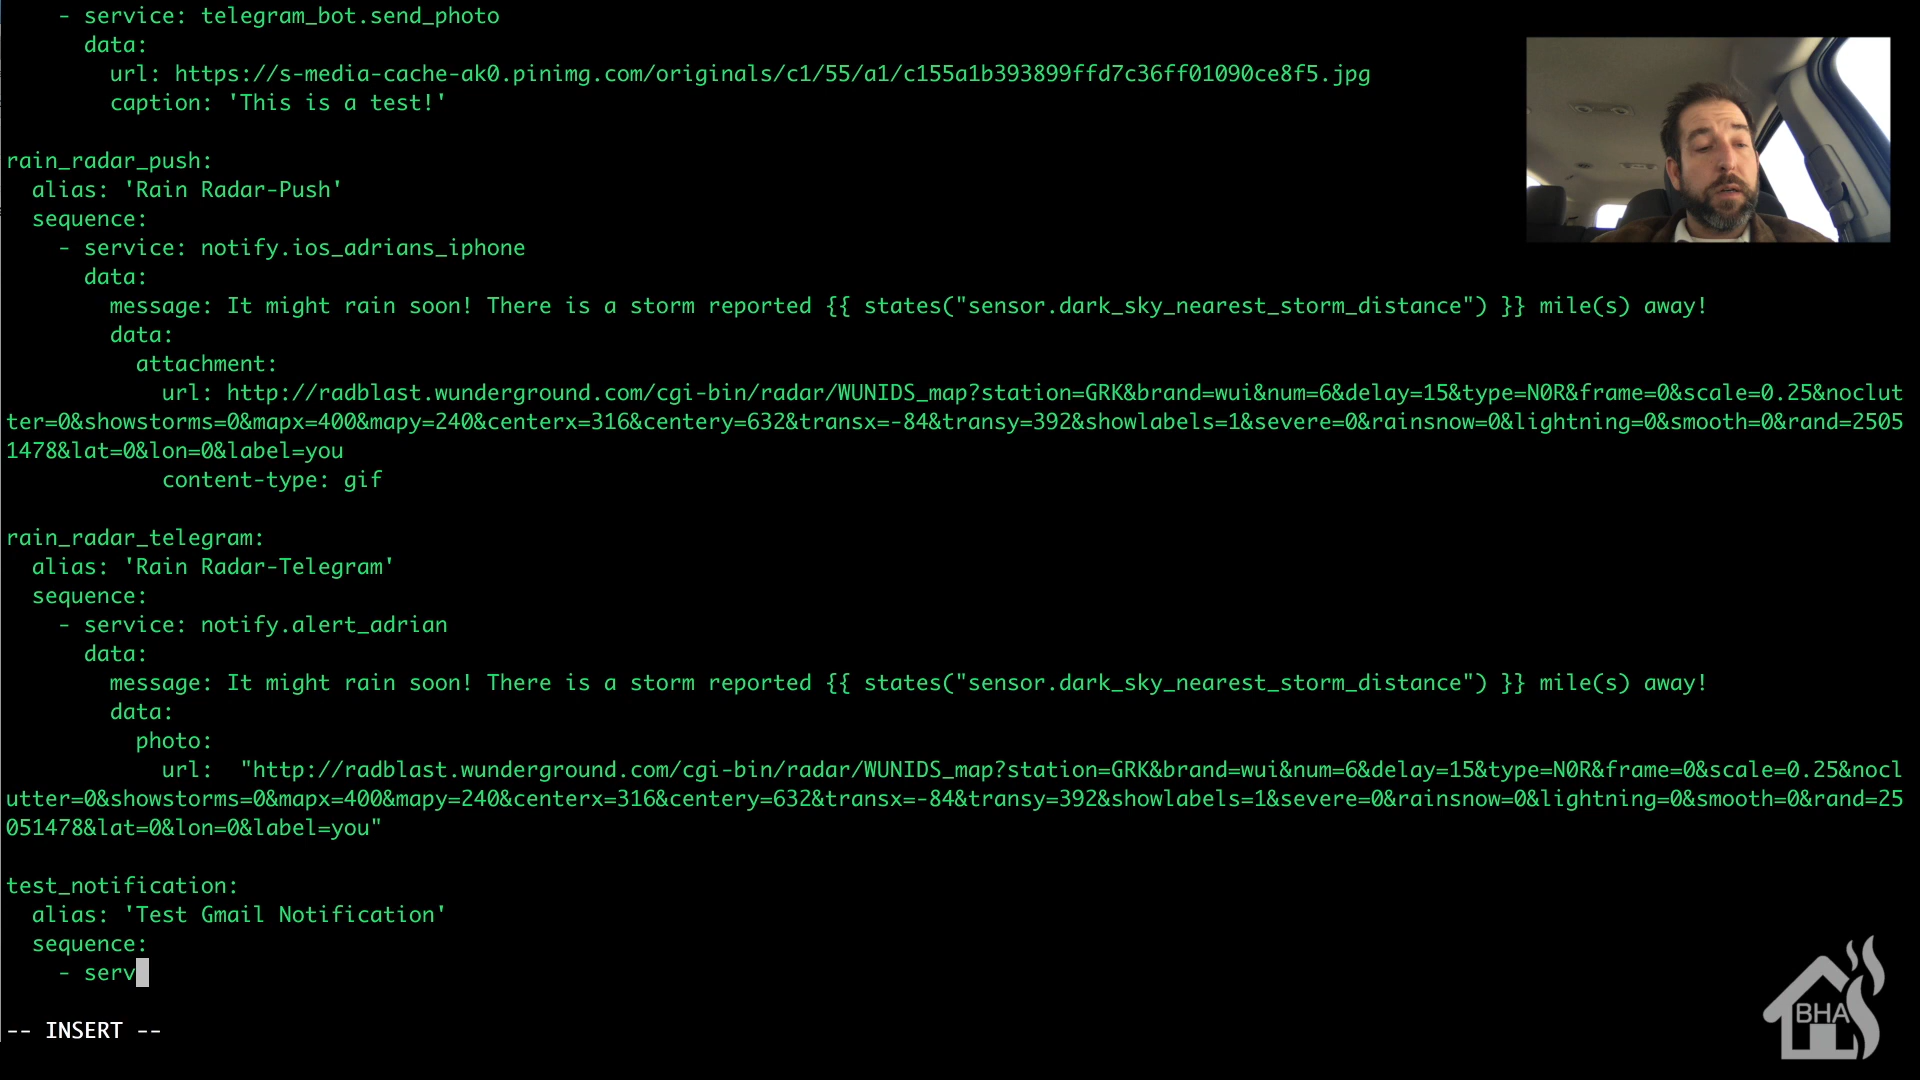 - service: telegram_bot.send_photo
      data:
        url: https://s-media-cache-ak0.pinimg.com/originals/c1/55/a1/c155a1b393899ffd7c36ff01090ce8f5.jpg
        caption: 'This is a test!'

rain_radar_push:
  alias: 'Rain Radar-Push'
  sequence:
    - service: notify.ios_adrians_iphone
      data:
        message: It might rain soon! There is a storm reported {{ states("sensor.dark_sky_nearest_storm_distance") }} mile(s) away!
        data:
          attachment:
            url: http://radblast.wunderground.com/cgi-bin/radar/WUNIDS_map?station=GRK&brand=wui&num=6&delay=15&type=N0R&frame=0&scale=0.25&noclut
ter=0&showstorms=0&mapx=400&mapy=240&centerx=316&centery=632&transx=-84&transy=392&showlabels=1&severe=0&rainsnow=0&lightning=0&smooth=0&rand=2505
1478&lat=0&lon=0&label=you
            content-type: gif

rain_radar_telegram:
  alias: 'Rain Radar-Telegram'
  sequence:
    - service: notify.alert_adrian
      data:
        message: It might rain soon! There is a storm reported {{ states("sensor.dark_sky_nearest_storm_distance") }} mile(s) away!
        data:
          photo:
            url:  "http://radblast.wunderground.com/cgi-bin/radar/WUNIDS_map?station=GRK&brand=wui&num=6&delay=15&type=N0R&frame=0&scale=0.25&nocl
utter=0&showstorms=0&mapx=400&mapy=240&centerx=316&centery=632&transx=-84&transy=392&showlabels=1&severe=0&rainsnow=0&lightning=0&smooth=0&rand=25
051478&lat=0&lon=0&label=you"

test_notification:
  alias: 'Test Gmail Notification'
  sequence:
    - serv
BHA
-- INSERT --